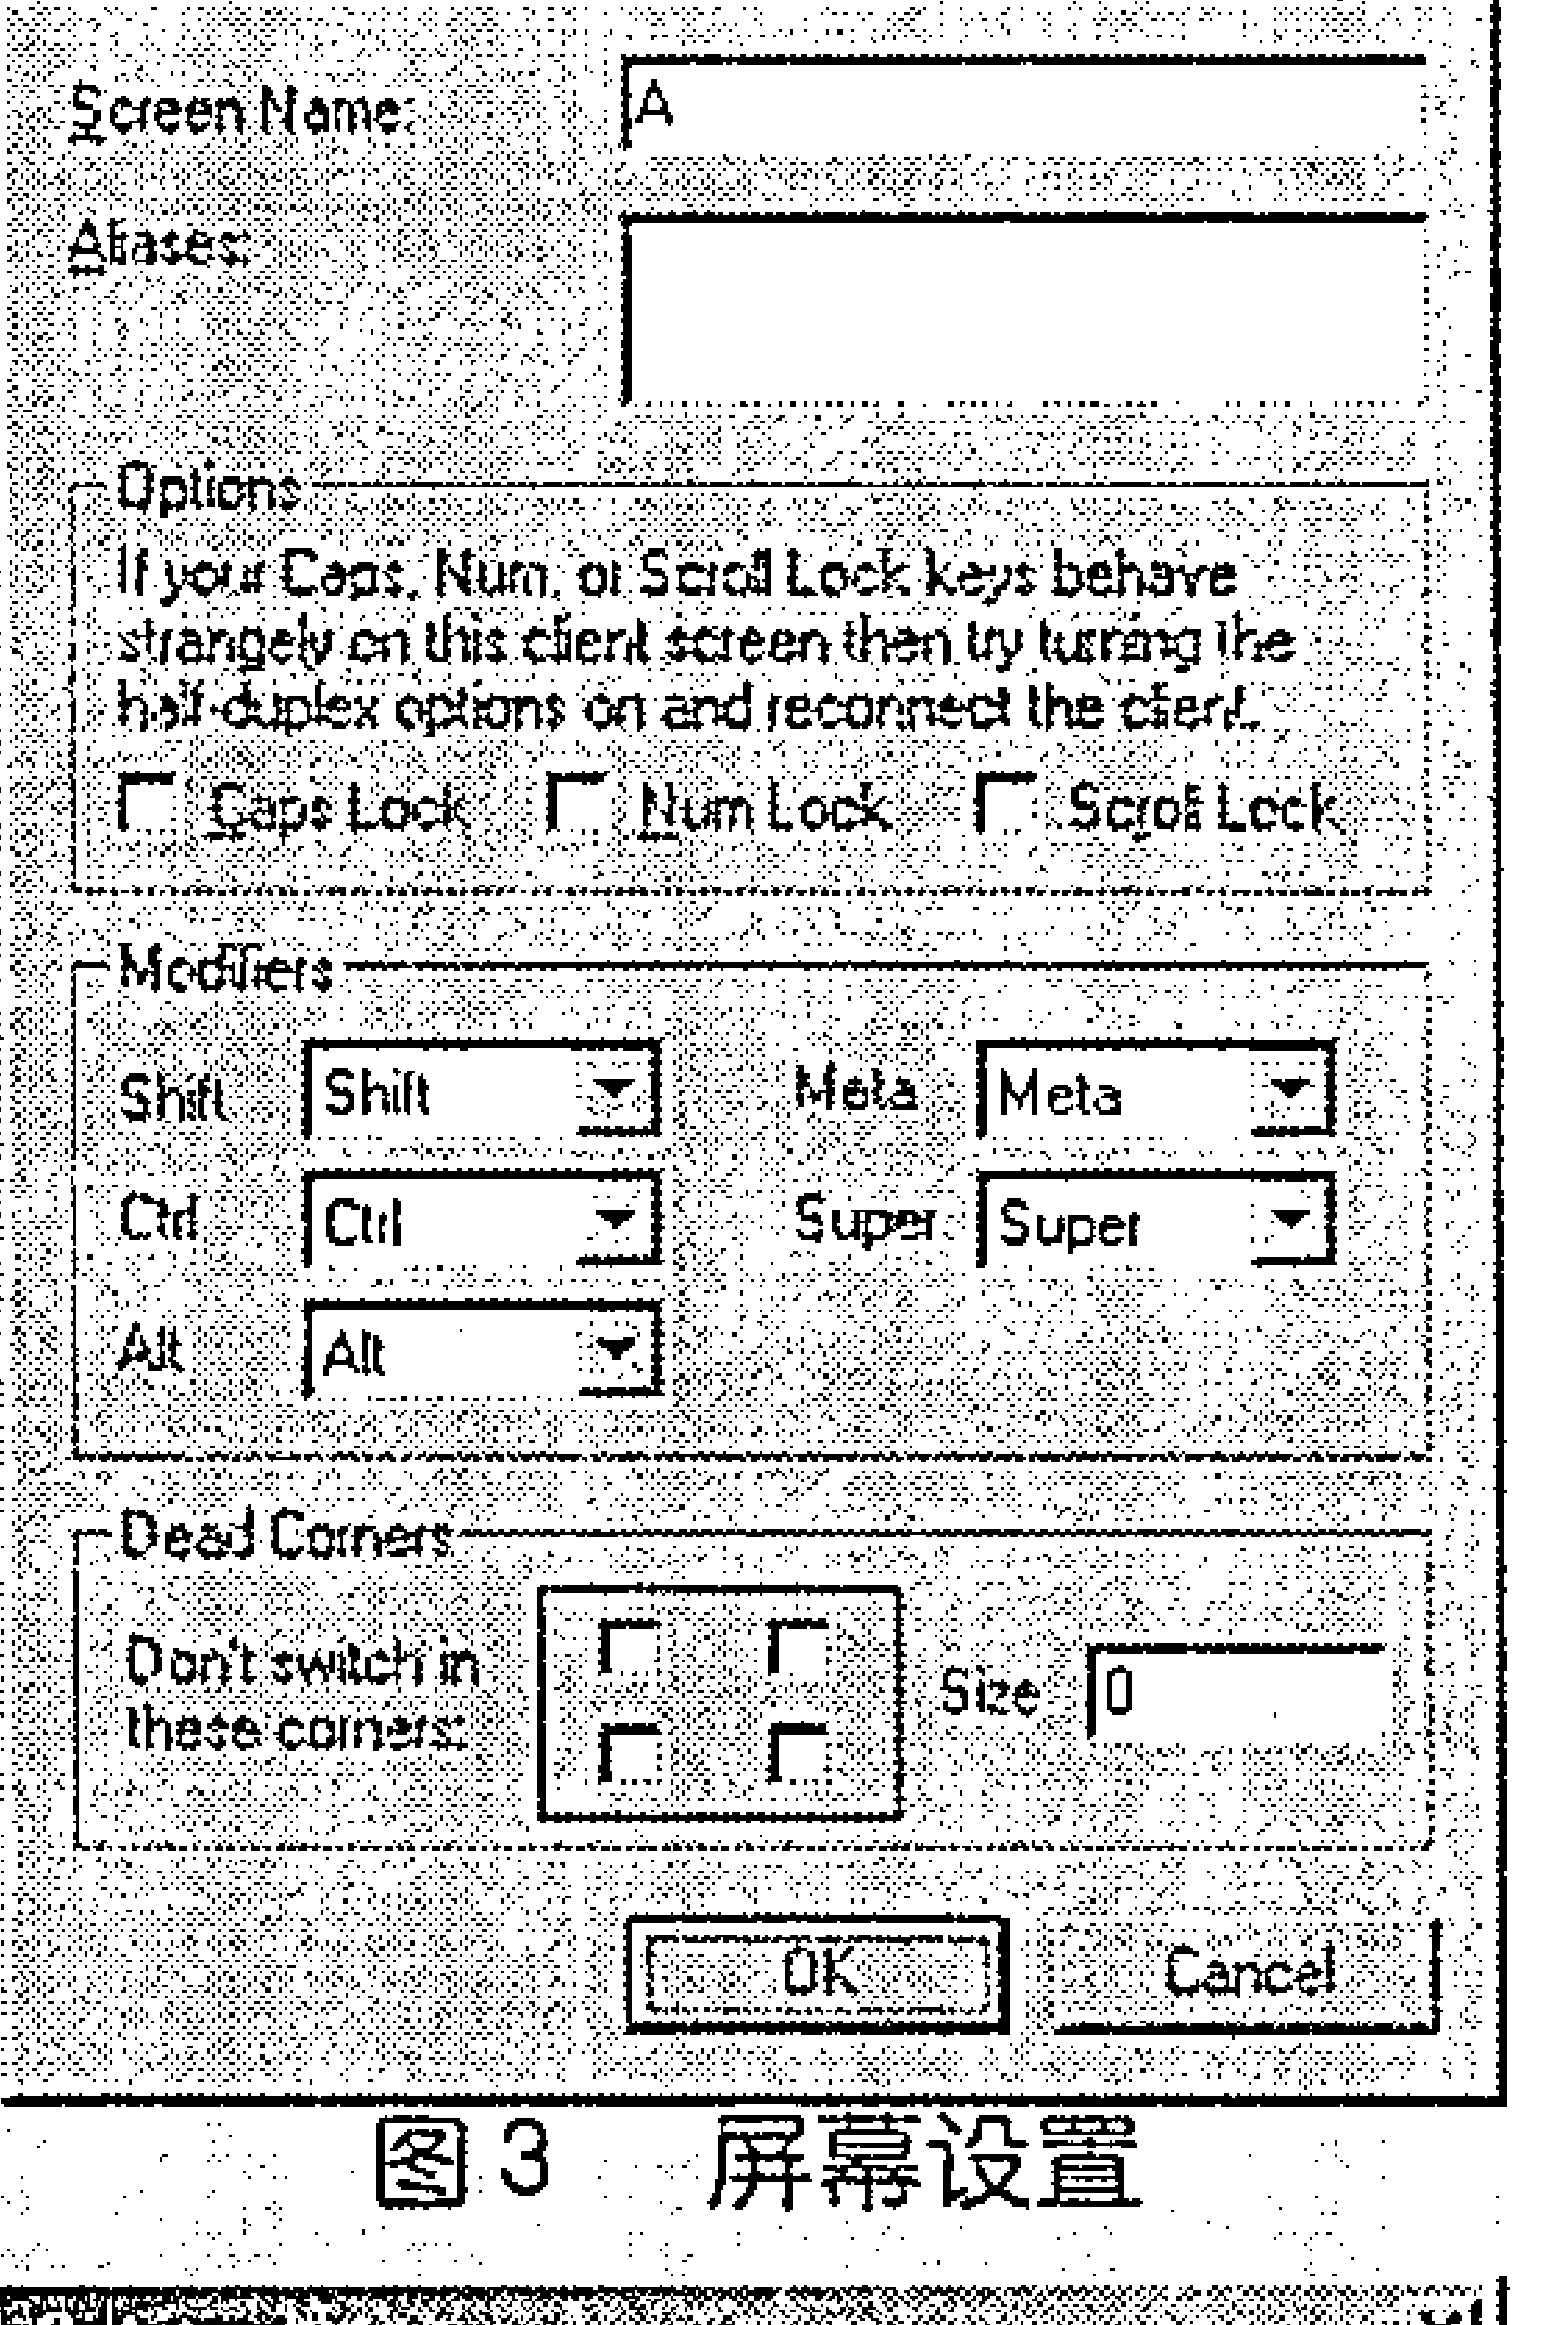 Screen Name:
A
Aliases:
Options
If your Caps, Num, or Scroll Lock keys behave
strangely on this client screen then try turning the
half-duplex options on and reconnect the client.
Caps Lock
Num Lock
Scroll Lock
Modifiers
Shift
Shift
Meta
Meta
Ctrl
Ctrl
Super
Super
Alt
Alt
Dead Corners
Don't switch in
these corners:
Size
0
OK
Cancel
图3 屏幕设置